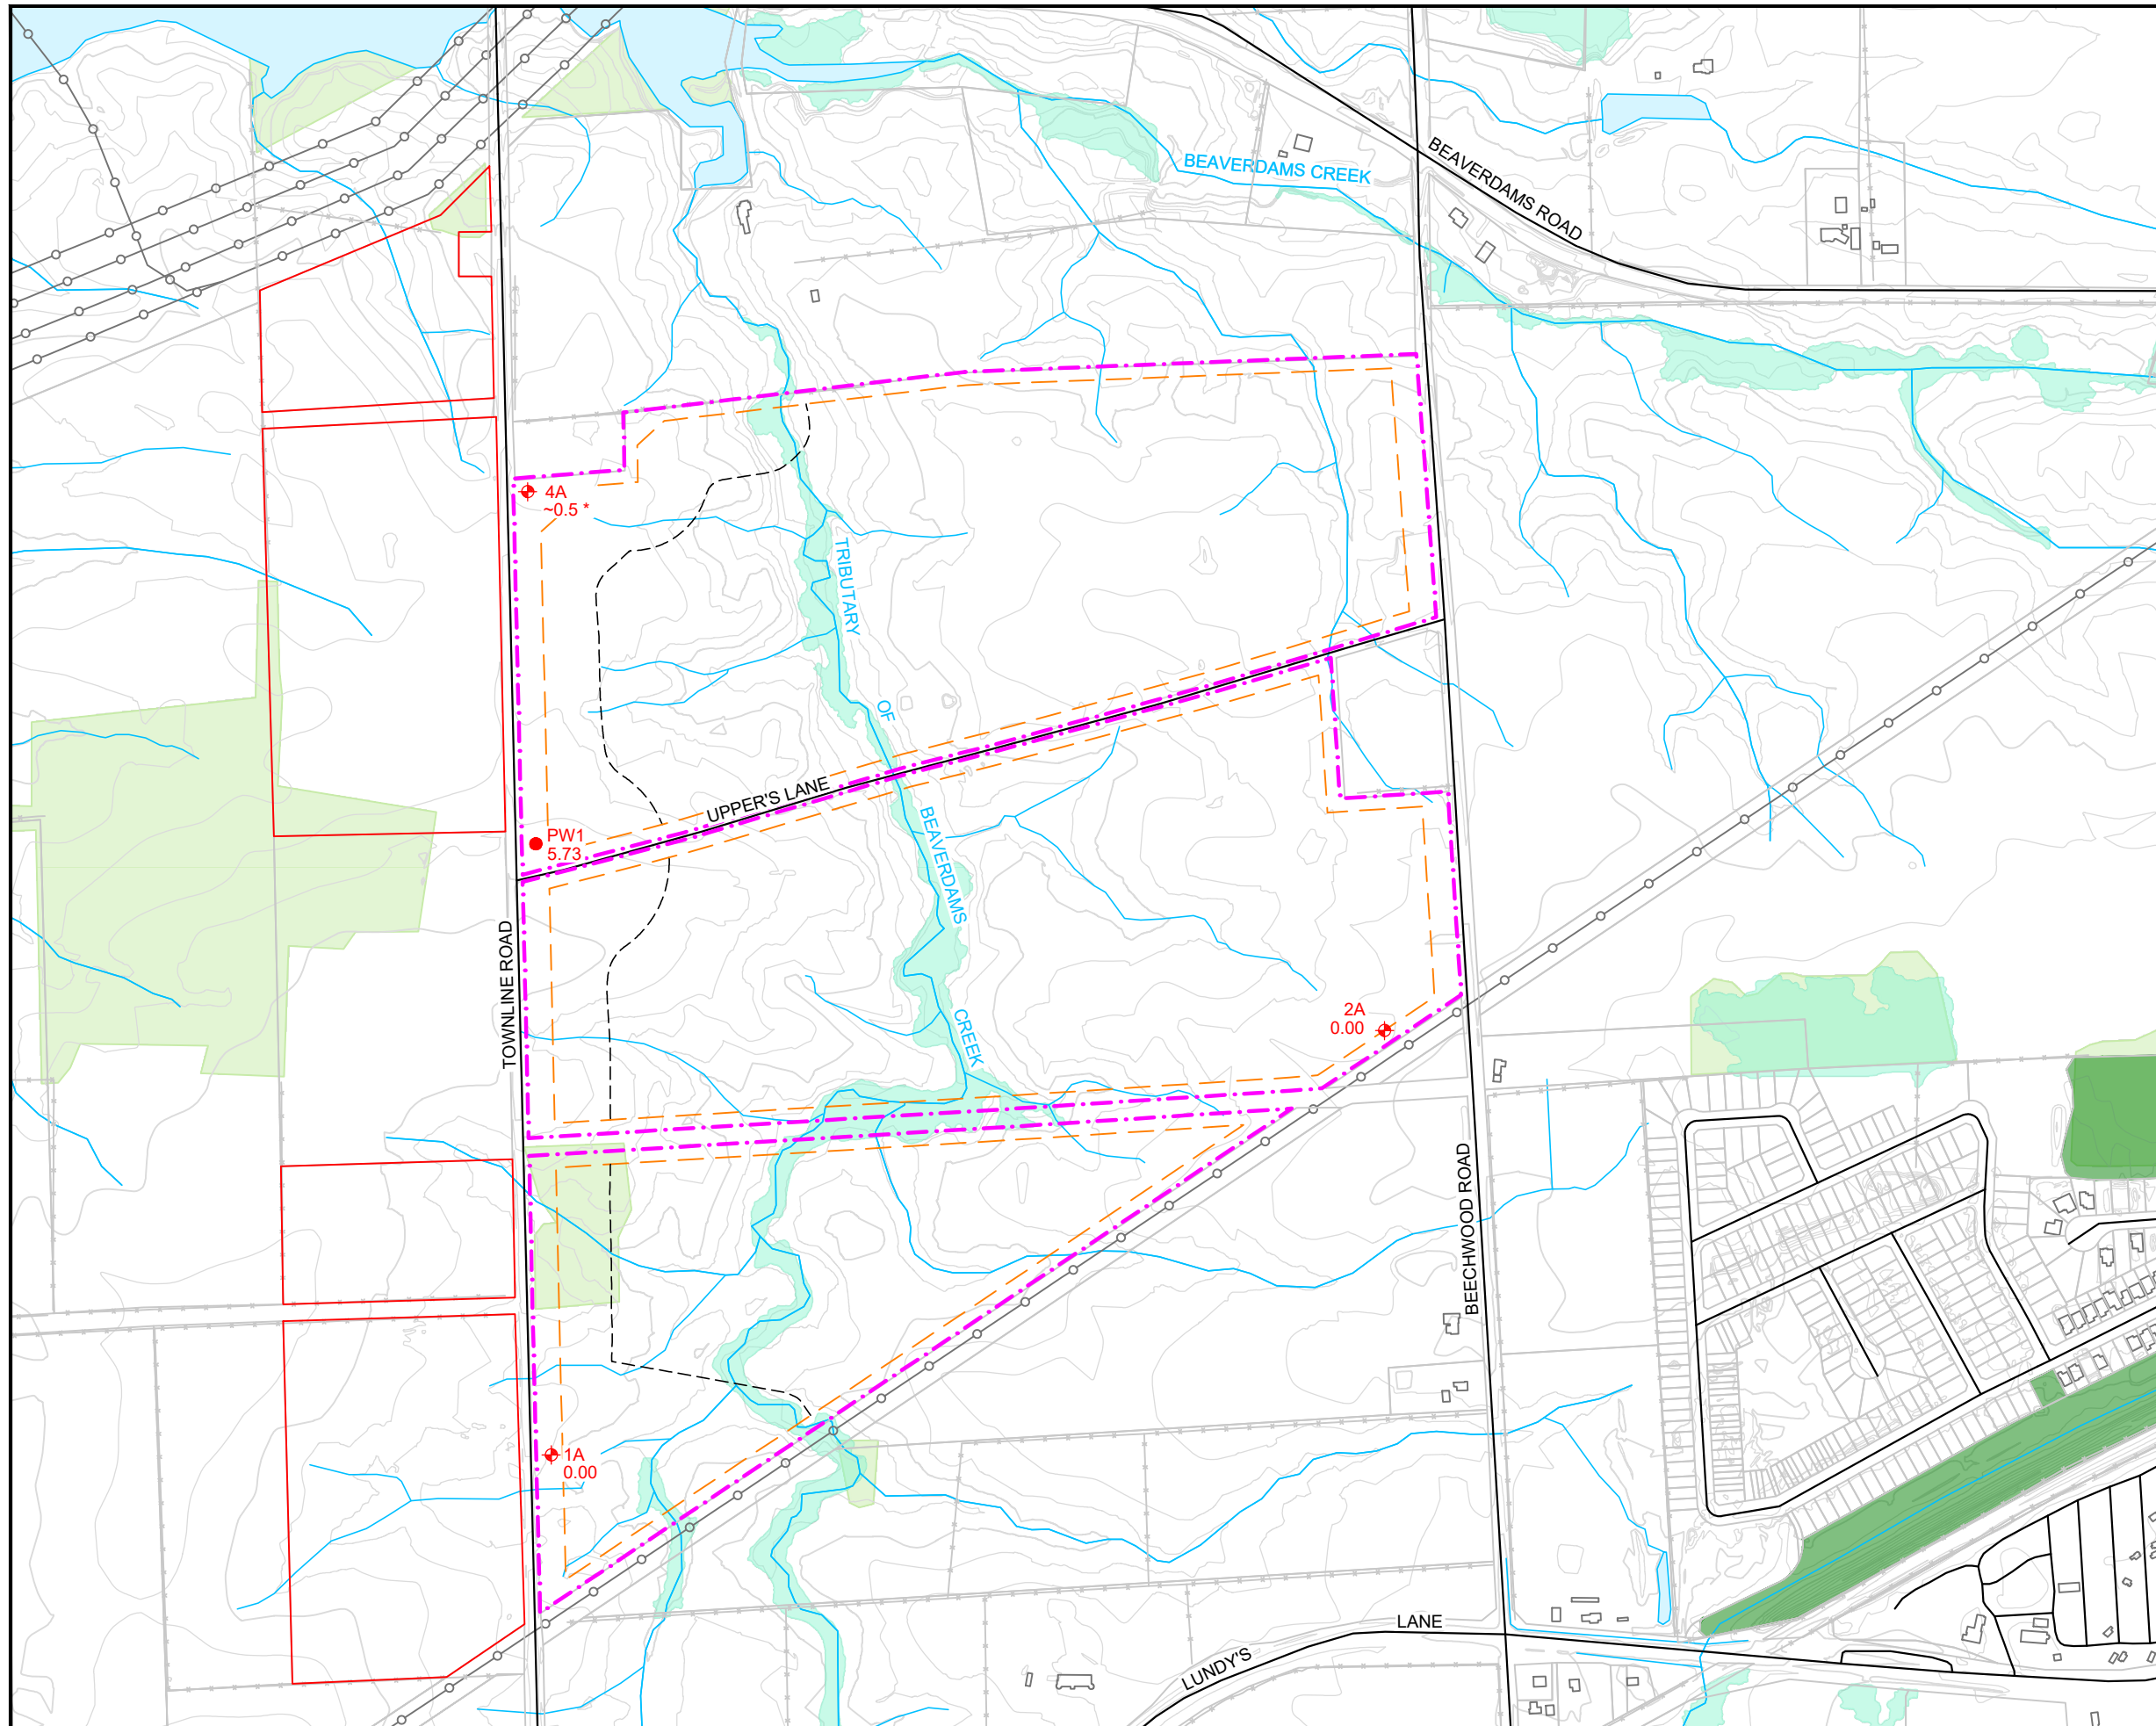 BEAVERDAMS CREEK
BEAVERDAMS ROAD
4A
~0.5 *
TRIBUTARY
OF
BEAVERDAMS
CREEK
UPPER'S LANE
PW1
5.73
TOWNLINE ROAD
2A
0.00
BEECHWOOD ROAD
1A
0.00
LUNDY'S
LANE